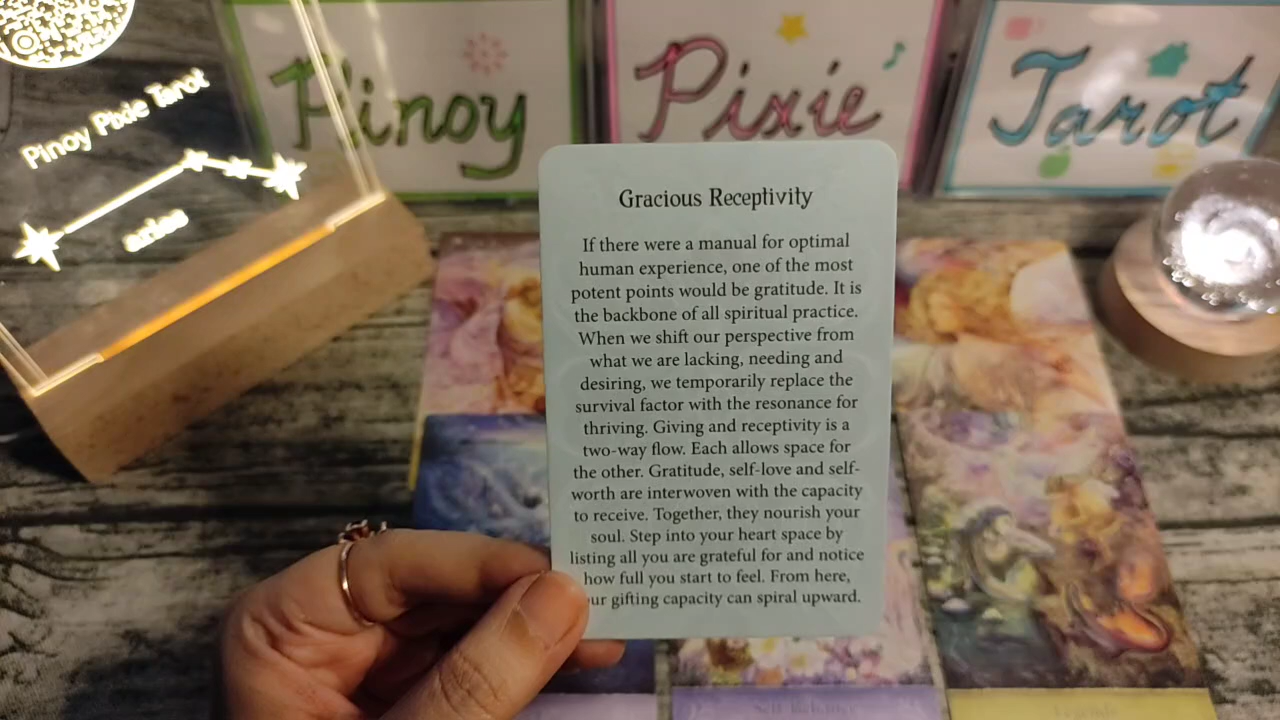 Pinoy Pixie Tarot
aries
Pinoy
Pixie
Tarot
Gracious Receptivity
If there were a manual for optimal
human experience, one of the most
potent points would be gratitude. It is
the backbone of all spiritual practice.
When we shift our perspective from
what we are lacking, needing and
desiring, we temporarily replace the
survival factor with the resonance for
thriving. Giving and receptivity is a
two-way flow. Each allows space for
the other. Gratitude, self-love and self-
worth are interwoven with the capacity
to receive. Together, they nourish your
soul. Step into your heart space by
listing all you are grateful for and notice
how full you start to feel. From here,
ur gifting capacity can spiral upward.